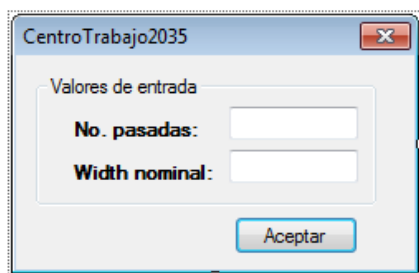 CentroTrabajo2035
Valores de entrada
No. pasadas:
Width nominal:
Aceptar